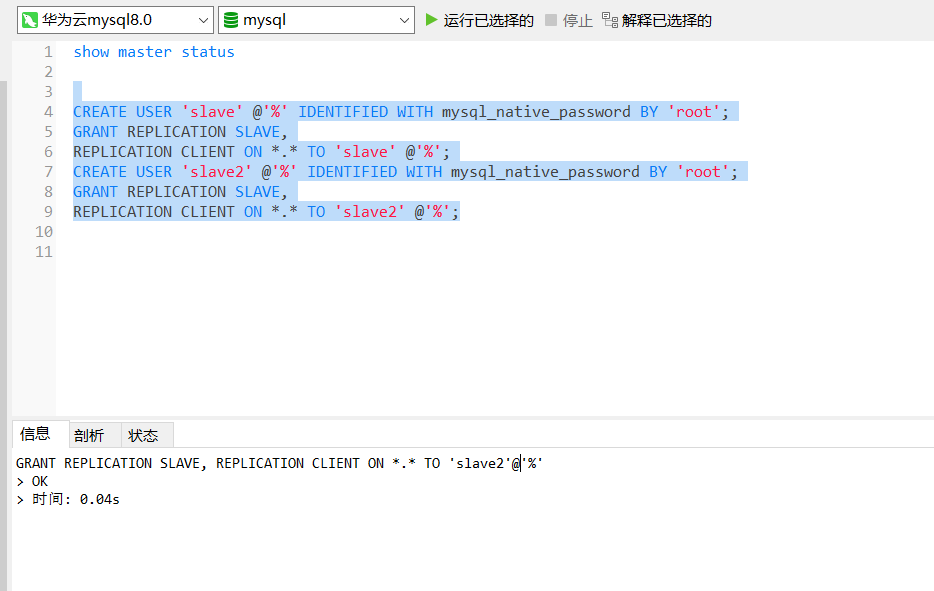 华为云mysql8.0 mysql 运行已选择的 停止 解释已选择的
1 show master status
2
3
4 CREATE USER 'slave' @'%' IDENTIFIED WITH mysql_native_password BY 'root';
5 GRANT REPLICATION SLAVE,
6 REPLICATION CLIENT ON *.* TO 'slave' @'%';
7 CREATE USER 'slave2' @'%' IDENTIFIED WITH mysql_native_password BY 'root';
8 GRANT REPLICATION SLAVE,
9 REPLICATION CLIENT ON *.* TO 'slave2' @'%';
10
11
信息 剖析 状态
GRANT REPLICATION SLAVE, REPLICATION CLIENT ON *.* TO 'slave2'@'%'
> OK
> 时间: 0.04s